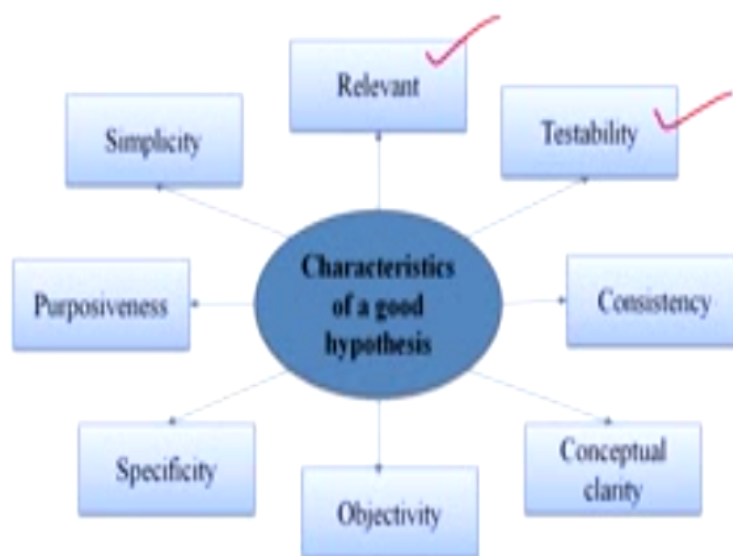 Relevant
Simplicity
Testability
Characteristics
of a good
hypothesis
Purposiveness
Consistency
Specificity
Objectivity
Conceptual
clarity